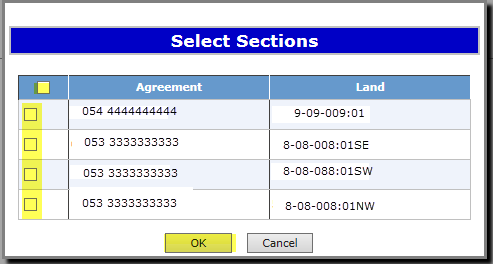 Select Sections
Agreement Land
054 4444444444 9-09-009:01
053 3333333333 8-08-008:01SE
053 3333333333 8-08-088:01SW
053 3333333333 8-08-008:01NW
OK Cancel